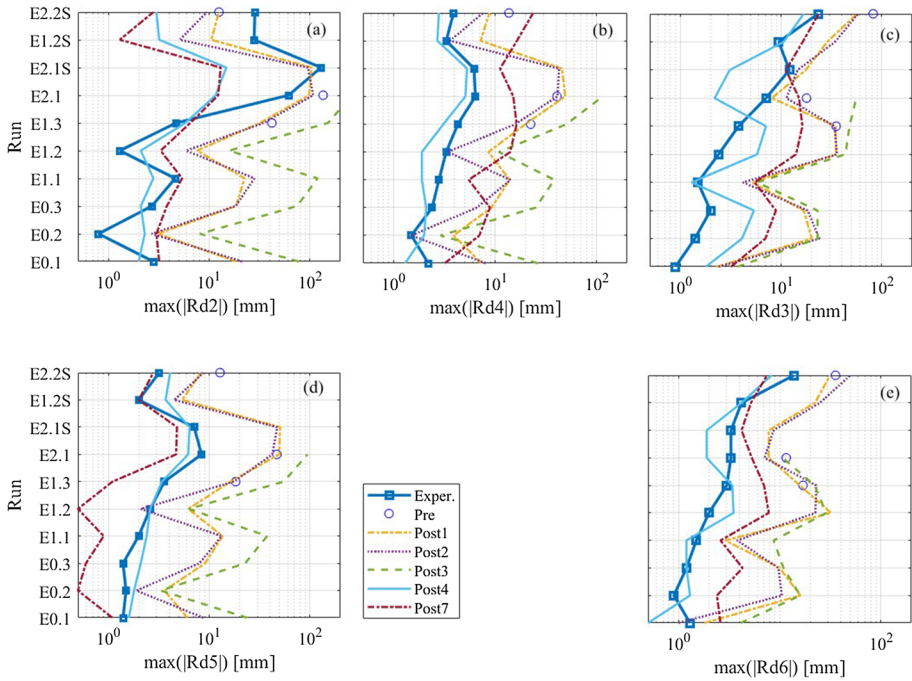 (a)
E2.2S
E1.2S
E2.1S
E2.1
E1.3
E1.2
E1.1
E0.3
E0.2
E0.1
Run
10^0
10^1
10^2
max(|Rd2|) [mm]
(b)
10^0
10^1
10^2
max(|Rd4|) [mm]
(c)
10^0
10^1
10^2
max(|Rd3|) [mm]
(d)
E2.2S
E1.2S
E2.1S
E2.1
E1.3
E1.2
E1.1
E0.3
E0.2
E0.1
Run
10^0
10^1
10^2
max(|Rd5|) [mm]
Exper.
Pre
Post1
Post2
Post3
Post4
Post7
(e)
10^0
10^2
max(|Rd6|) [mm]